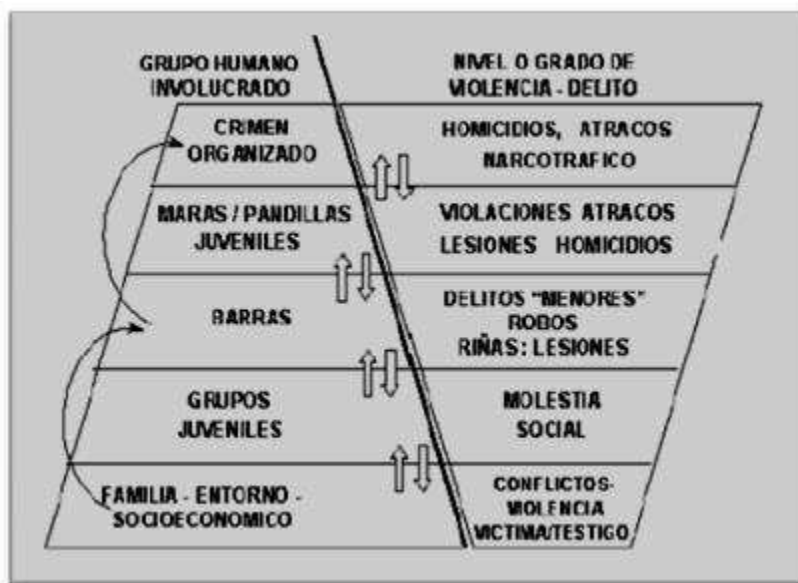 GRUPO HUMANO
INVOLUCRADO
NIVEL O GRADO DE
VIOLENCIA - DELITO
CRIMEN
ORGANIZADO
HOMICIDIOS, ATRACOS
NARCOTRAFICO
MARAS / PANDILLAS
JUVENILES
VIOLACIONES ATRACOS
LESIONES HOMICIDIOS
BARRAS
DELITOS "MENORES"
ROBOS
RIÑAS: LESIONES
GRUPOS
JUVENILES
MOLESTIA
SOCIAL
FAMILIA - ENTORNO -
SOCIOECONOMICO
CONFLICTOS-
VIOLENCIA
VICTIMA/TESTIGO